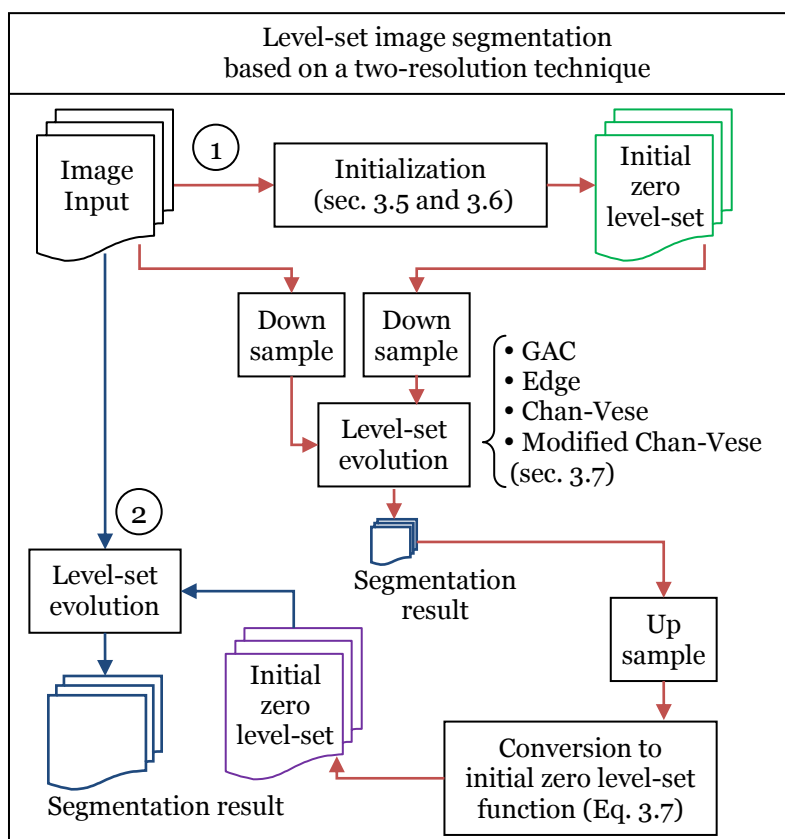 Level-set image segmentation
based on a two-resolution technique
1
Image
Input
Initialization
(sec. 3.5 and 3.6)
Initial
zero
level-set
Down
sample
Down
sample
• GAC
• Edge
• Chan-Vese
• Modified Chan-Vese
(sec. 3.7)
Level-set
evolution
2
Segmentation
result
Level-set
evolution
Up
sample
Initial
zero
level-set
Conversion to
initial zero level-set
function (Eq. 3.7)
Segmentation result